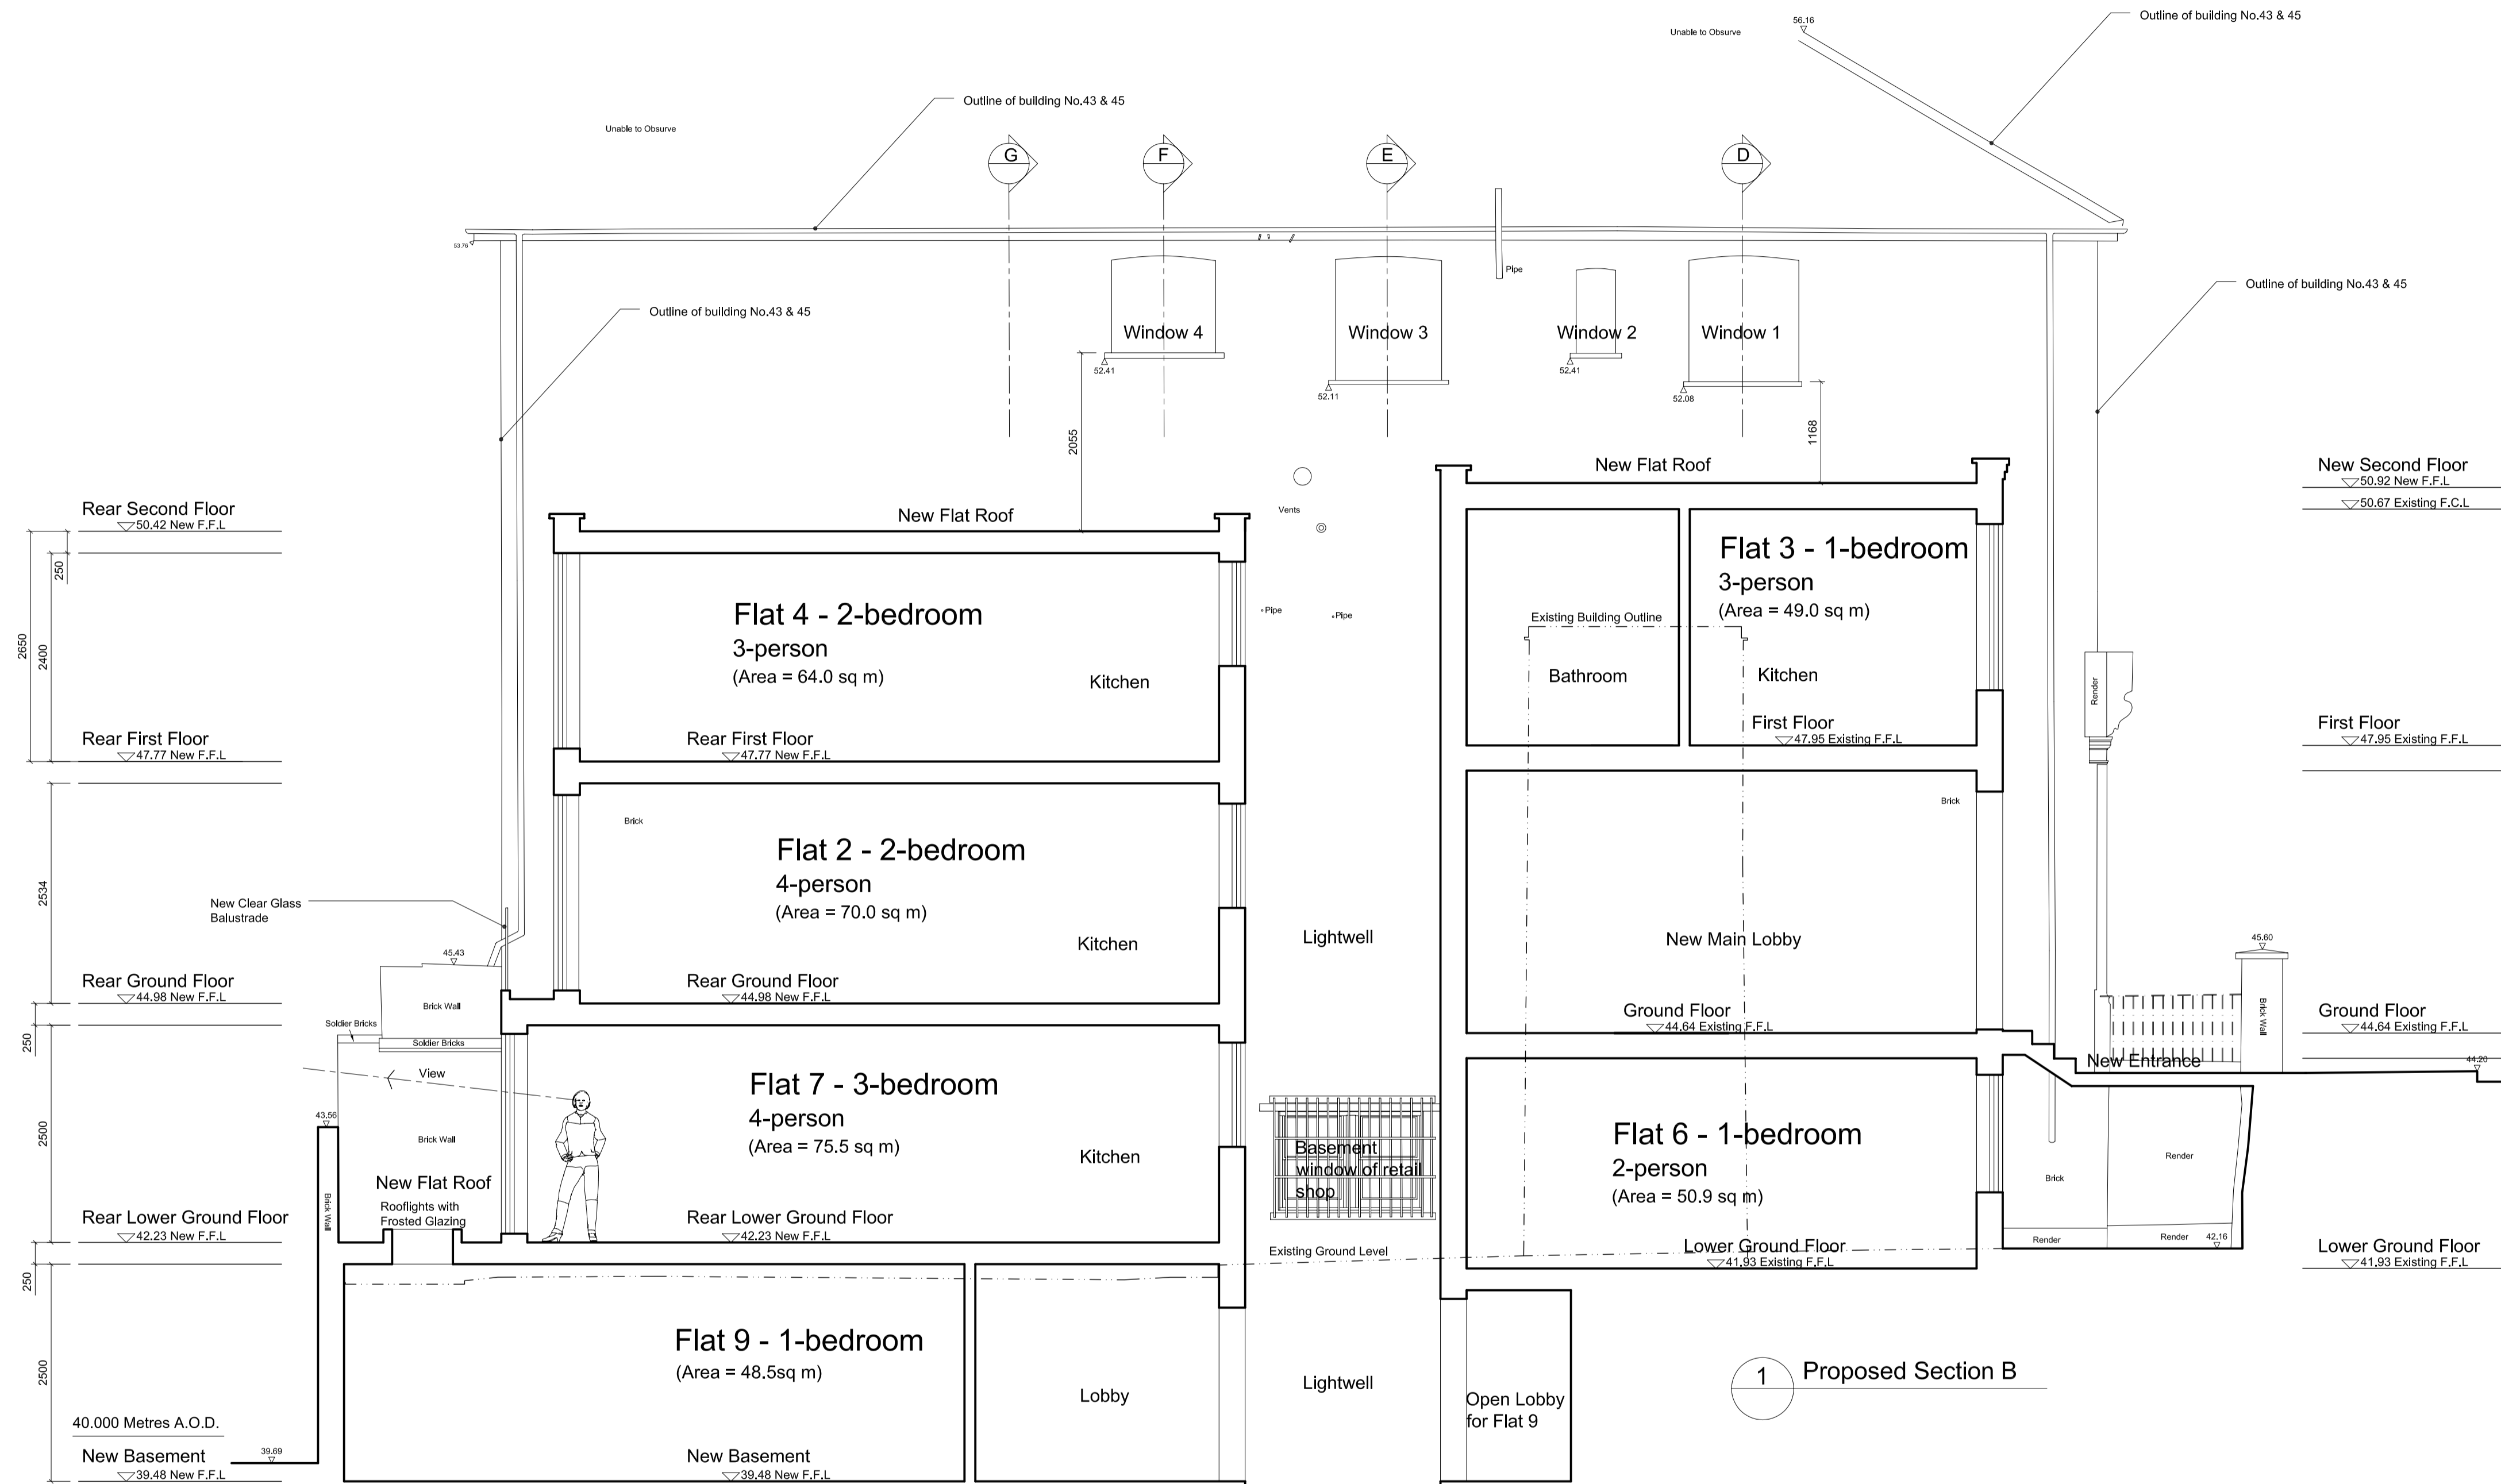 56.16
Outline of building No.43 & 45
Unable to Obsurve
Outline of building No.43 & 45
Unable to Obsurve
G
F
E
D
53.76
Pipe
Outline of building No.43 & 45
Outline of building No.43 & 45
Window 4
Window 3
Window 2
Window 1
52.41
52.11
52.41
52.08
2055
1168
New Flat Roof
New Second Floor
50.92 New F.F.L
50.67 Existing F.C.L
Rear Second Floor
50.42 New F.F.L
New Flat Roof
Vents
250
2650
2400
Flat 4 - 2-bedroom
3-person
(Area = 64.0 sq m)
Kitchen
Pipe
Pipe
Flat 3 - 1-bedroom
3-person
(Area = 49.0 sq m)
Existing Building Outline
Bathroom
Kitchen
Render
Rear First Floor
47.77 New F.F.L
Rear First Floor
47.77 New F.F.L
First Floor
47.95 Existing F.F.L
First Floor
47.95 Existing F.F.L
Brick
Brick
2534
Flat 2 - 2-bedroom
4-person
(Area = 70.0 sq m)
Kitchen
New Clear Glass
Balustrade
45.43
Lightwell
New Main Lobby
45.60
Rear Ground Floor
44.98 New F.F.L
Rear Ground Floor
44.98 New F.F.L
Ground Floor
44.64 Existing F.F.L
Ground Floor
44.64 Existing F.F.L
Brick Wall
Brick Wall
Soldier Bricks
Soldier Bricks
250
New Entrance
44.20
View
2500
Flat 7 - 3-bedroom
4-person
(Area = 75.5 sq m)
Kitchen
43.56
Brick Wall
Brick Wall
Basement
window of retail
shop
Flat 6 - 1-bedroom
2-person
(Area = 50.9 sq m)
Brick
Render
New Flat Roof
Rooflights with
Frosted Glazing
Rear Lower Ground Floor
42.23 New F.F.L
Rear Lower Ground Floor
42.23 New F.F.L
Existing Ground Level
Lower Ground Floor
41.93 Existing F.F.L
Render
Render
42.16
Lower Ground Floor
41.93 Existing F.F.L
250
2500
Flat 9 - 1-bedroom
(Area = 48.5sq m)
Lobby
Lightwell
Open Lobby
for Flat 9
1
Proposed Section B
40.000 Metres A.O.D.
New Basement
39.48 New F.F.L
39.69
New Basement
39.48 New F.F.L